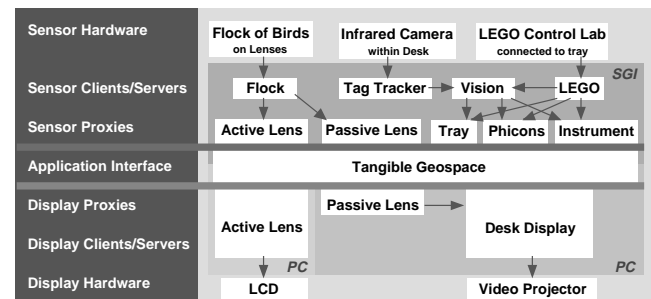 Sensor Hardware
Flock of Birds
on Lenses
Infrared Camera
within Desk
LEGO Control Lab
connected to tray
SGI
Sensor Clients/Servers
Flock
Tag Tracker
Vision
LEGO
Sensor Proxies
Active Lens
Passive Lens
Tray
Phicons
Instrument
Application Interface
Tangible Geospace
Display Proxies
Passive Lens
Active Lens
Desk Display
Display Clients/Servers
PC
PC
Display Hardware
LCD
Video Projector